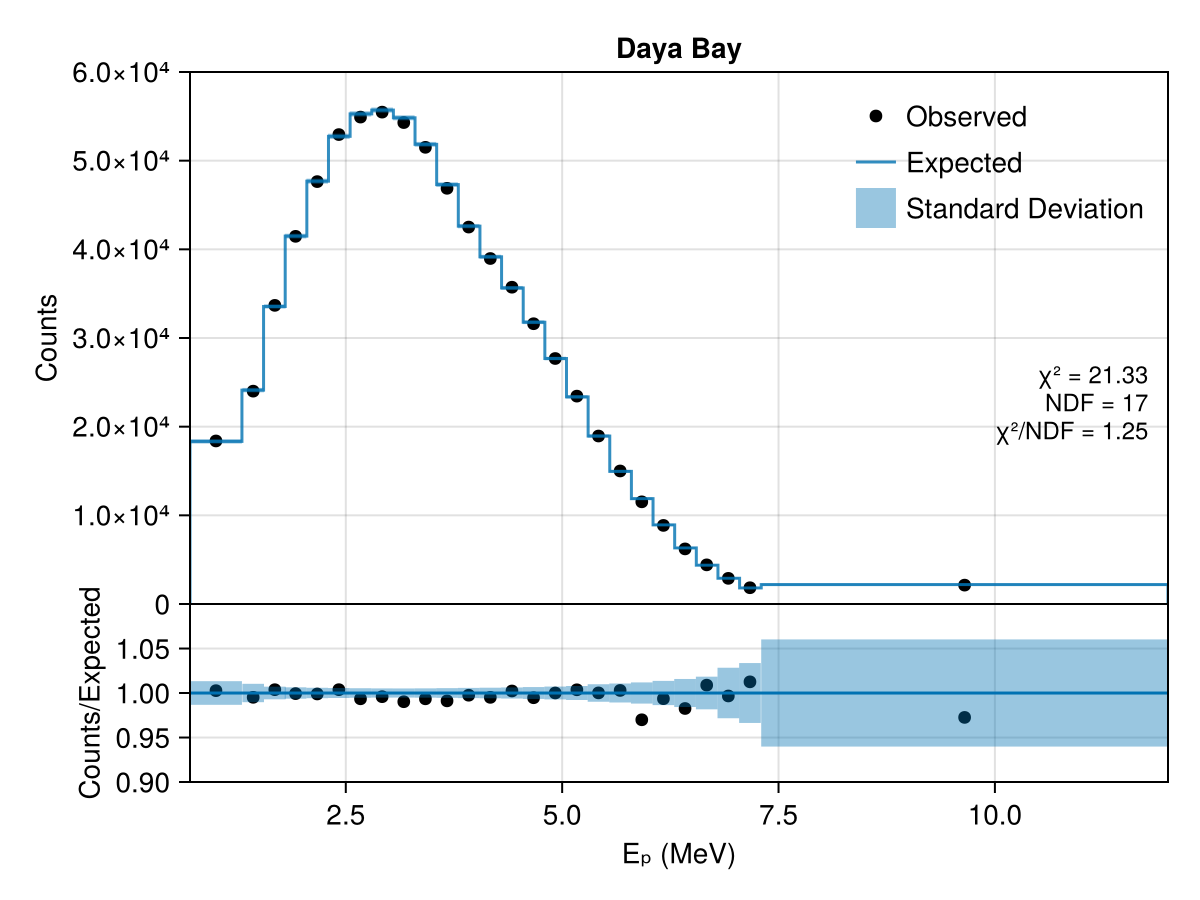 Daya Bay
6.0×10⁴
5.0×10⁴
4.0×10⁴
3.0×10⁴
2.0×10⁴
1.0×10⁴
0
Counts
Observed
Expected
Standard Deviation
χ² = 21.33
NDF = 17
χ²/NDF = 1.25
1.05
1.00
0.95
0.90
Counts/Expected
2.5
5.0
7.5
10.0
Eₚ (MeV)